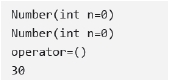 Number(int n=0)
Number(int n=0)
operator=()
30